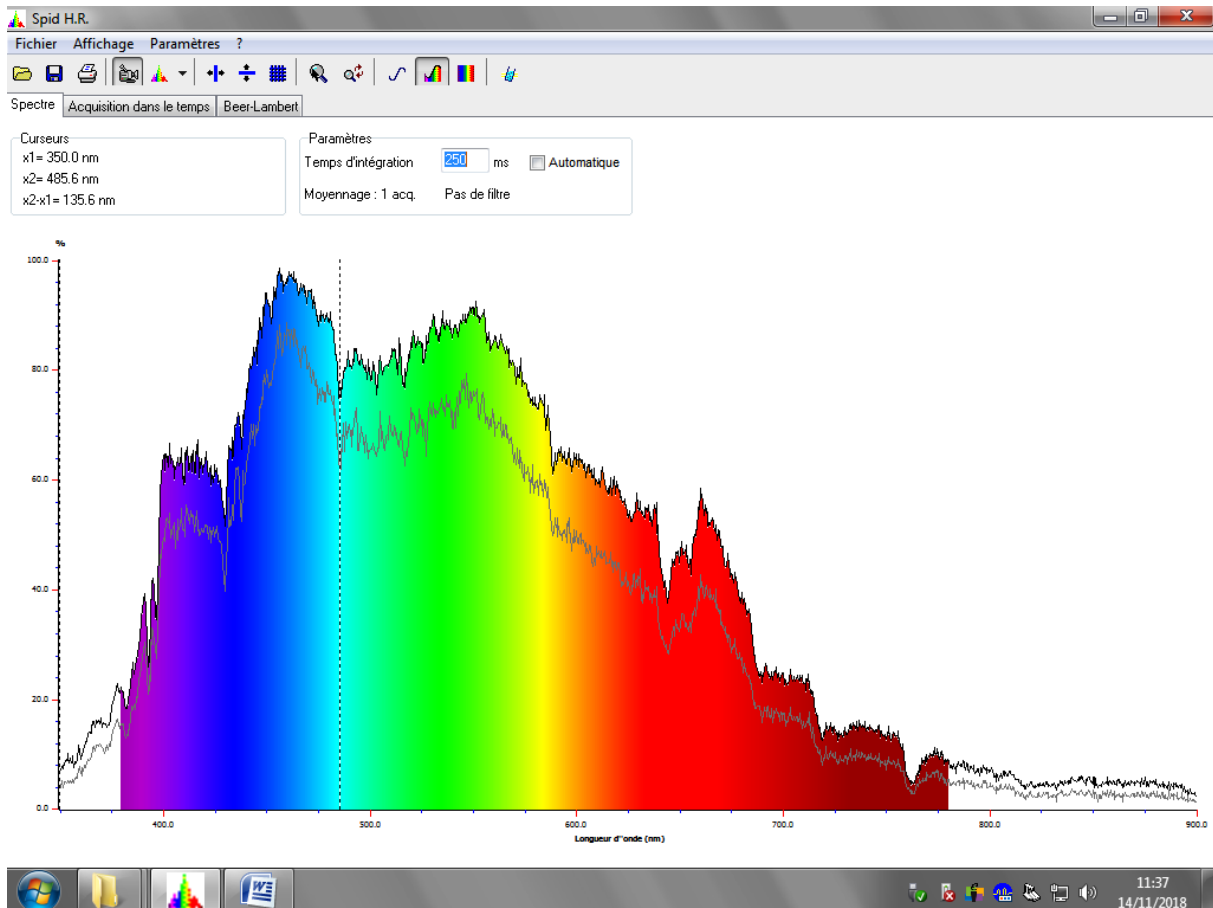 Spid H.R.
Fichier Affichage Paramètres ?
Spectre Acquisition dans le temps Beer-Lambert
Curseurs
x1= 350.0 nm
x2= 485.6 nm
x2-x1= 135.6 nm
Paramètres
Temps d'intégration 250 ms Automatique
Moyennage : 1 acq. Pas de filtre
%
100.0
80.0
60.0
40.0
20.0
0.0
400.0 500.0 600.0 700.0 800.0 900.0
Longueur d''onde (nm)
11:37
14/11/2018